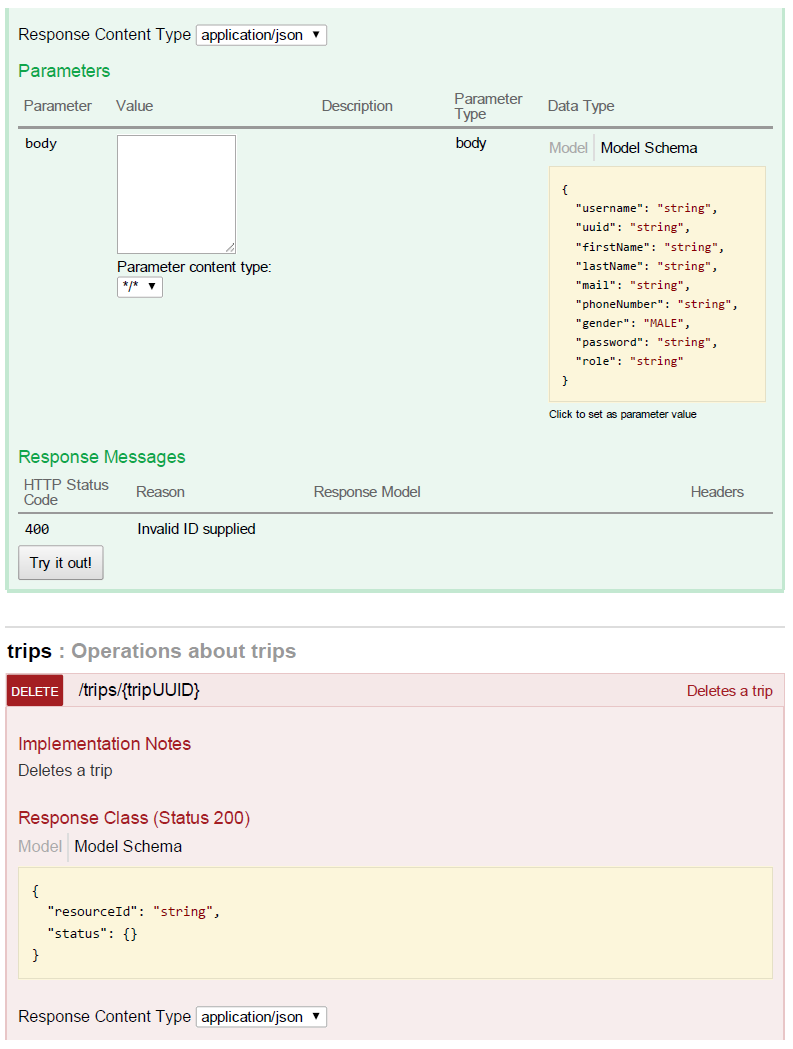 Response Content Type application/json
Parameters
Parameter Value Description Parameter Type Data Type
body body Model Model Schema
{
"username": "string",
"uuid": "string",
"firstName": "string",
"lastName": "string",
"mail": "string",
"phoneNumber": "string",
"gender": "MALE",
"password": "string",
"role": "string"
}
Parameter content type:
*/*
Click to set as parameter value
Response Messages
HTTP Status Code Reason Response Model Headers
400 Invalid ID supplied
Try it out!
trips : Operations about trips
DELETE /trips/{tripUUID} Deletes a trip
Implementation Notes
Deletes a trip
Response Class (Status 200)
Model Model Schema
{
"resourceId": "string",
"status": {}
}
Response Content Type application/json